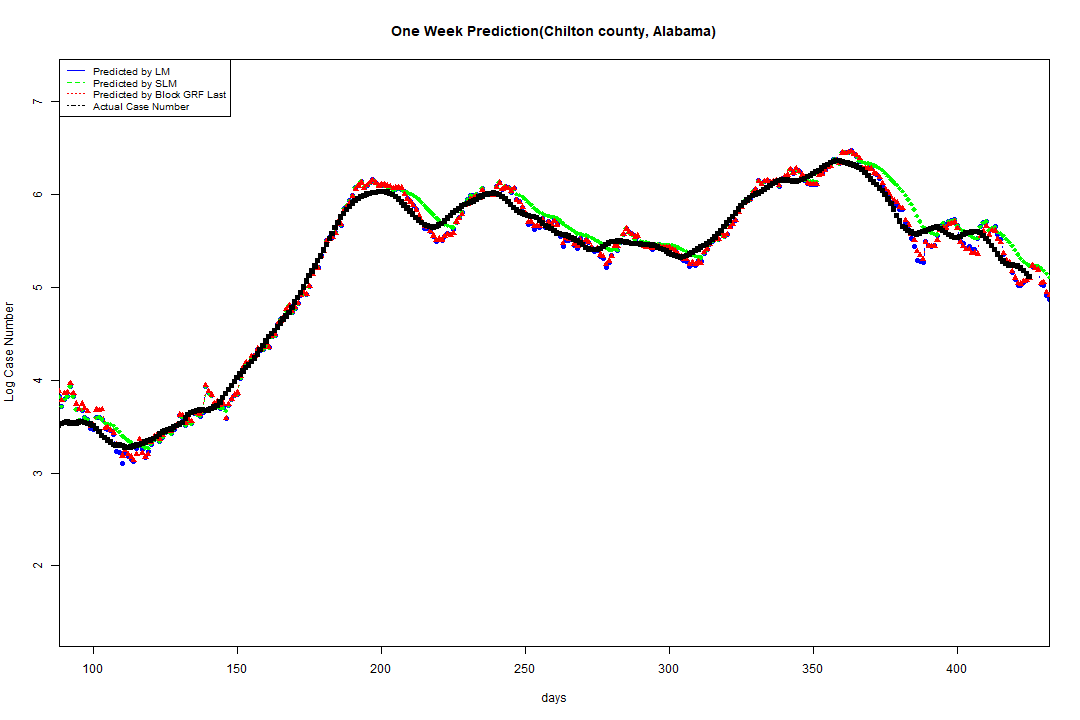 One Week Prediction(Chilton county, Alabama)
Predicted by LM
Predicted by SLM
Predicted by Block GRF Last
Actual Case Number
7
6
5
4
3
2
Log Case Number
100 150 200 250 300 350 400
days